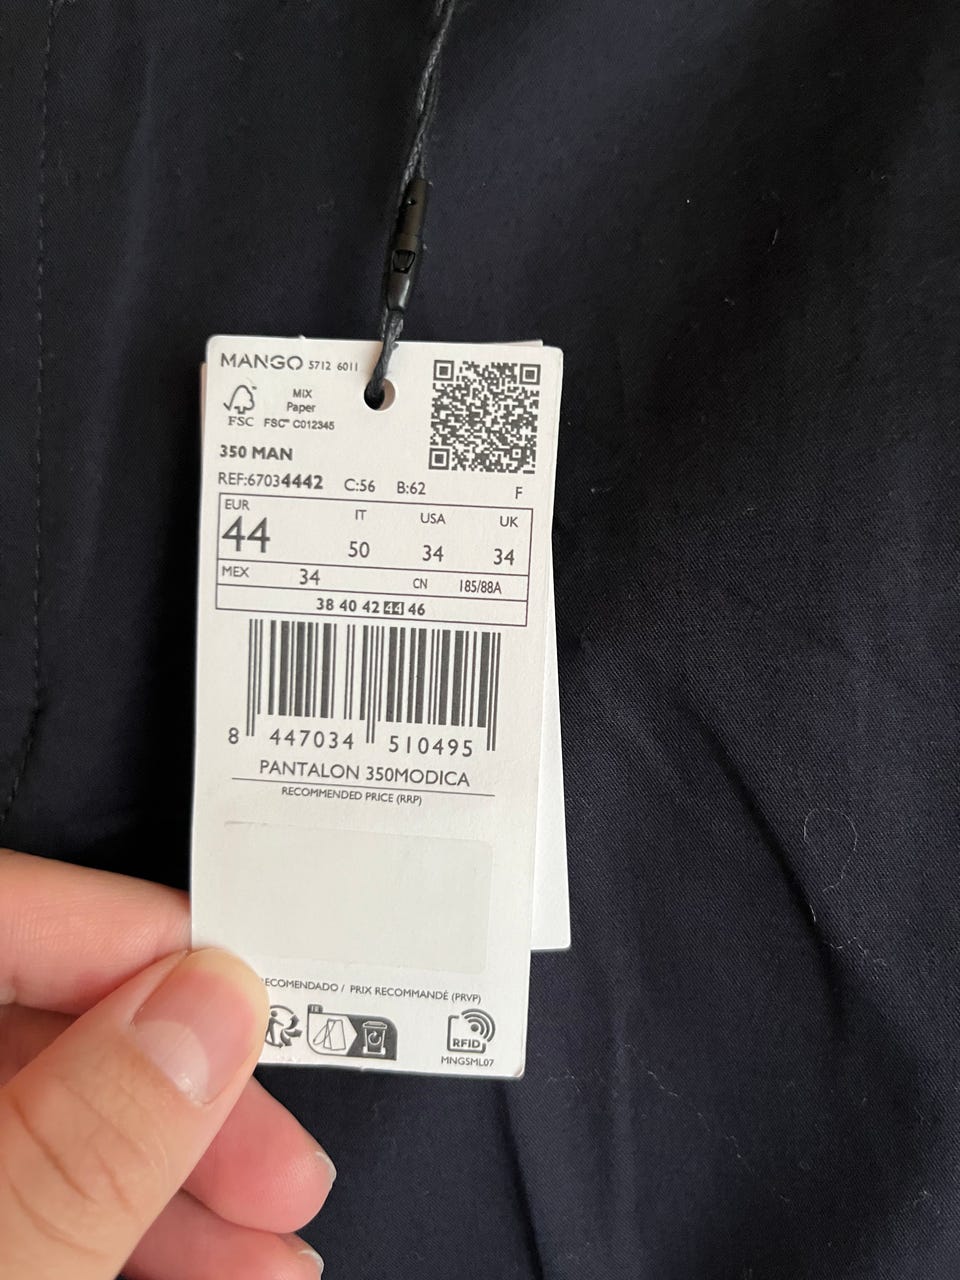 MANGO 5712 6011
MIX
Paper
FSC FSC™ C012345
350 MAN
REF:67034442 C:56 B:62 F
EUR IT USA UK
44 50 34 34
MEX 34 CN 185/88A
38 40 42 44 46
8 447034 510495
PANTALON 350MODICA
RECOMMENDED PRICE (RRP)
RECOMENDADO / PRIX RECOMMANDÉ (PRVP)
FR
RFID
MNGSML07